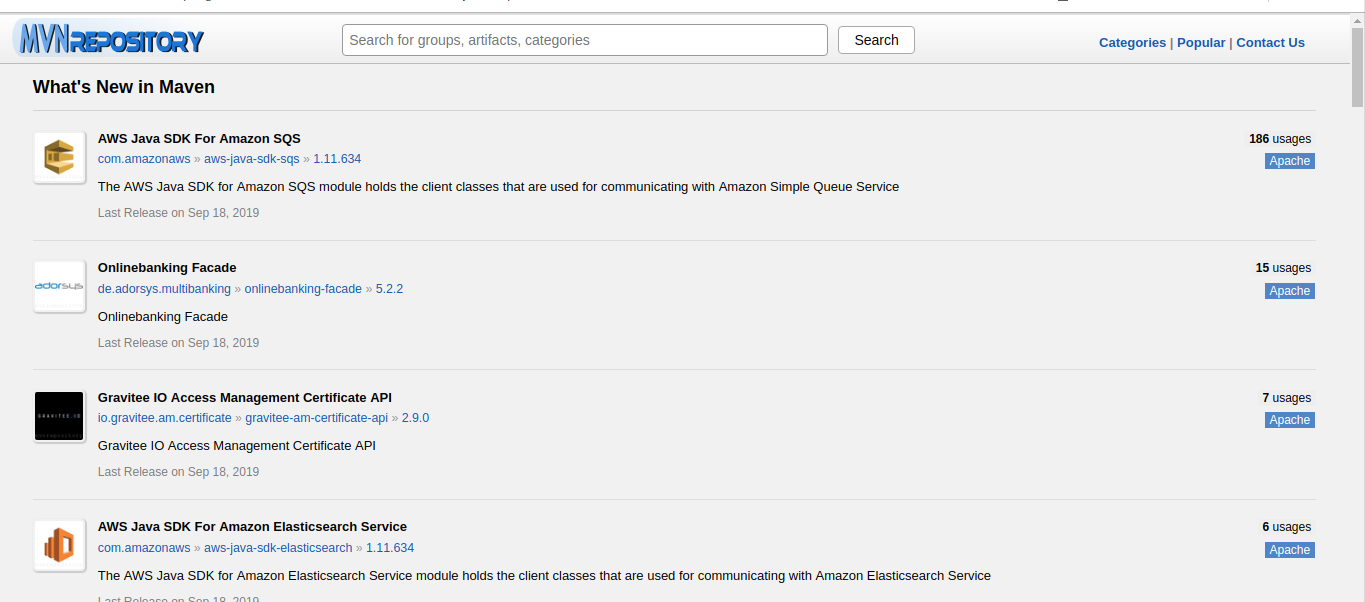 MVNREPOSITORY
Search for groups, artifacts, categories
Search
Categories | Popular | Contact Us
What's New in Maven
AWS Java SDK For Amazon SQS
186 usages
com.amazonaws » aws-java-sdk-sqs » 1.11.634
Apache
The AWS Java SDK for Amazon SQS module holds the client classes that are used for communicating with Amazon Simple Queue Service
Last Release on Sep 18, 2019
Onlinebanking Facade
15 usages
adorsys
de.adorsys.multibanking » onlinebanking-facade » 5.2.2
Apache
Onlinebanking Facade
Last Release on Sep 18, 2019
Gravitee IO Access Management Certificate API
7 usages
GRAVITEE.IO
io.gravitee.am.certificate » gravitee-am-certificate-api » 2.9.0
Apache
Gravitee IO Access Management Certificate API
Last Release on Sep 18, 2019
AWS Java SDK For Amazon Elasticsearch Service
6 usages
com.amazonaws » aws-java-sdk-elasticsearch » 1.11.634
Apache
The AWS Java SDK for Amazon Elasticsearch Service module holds the client classes that are used for communicating with Amazon Elasticsearch Service
Last Release on Sep 18, 2019